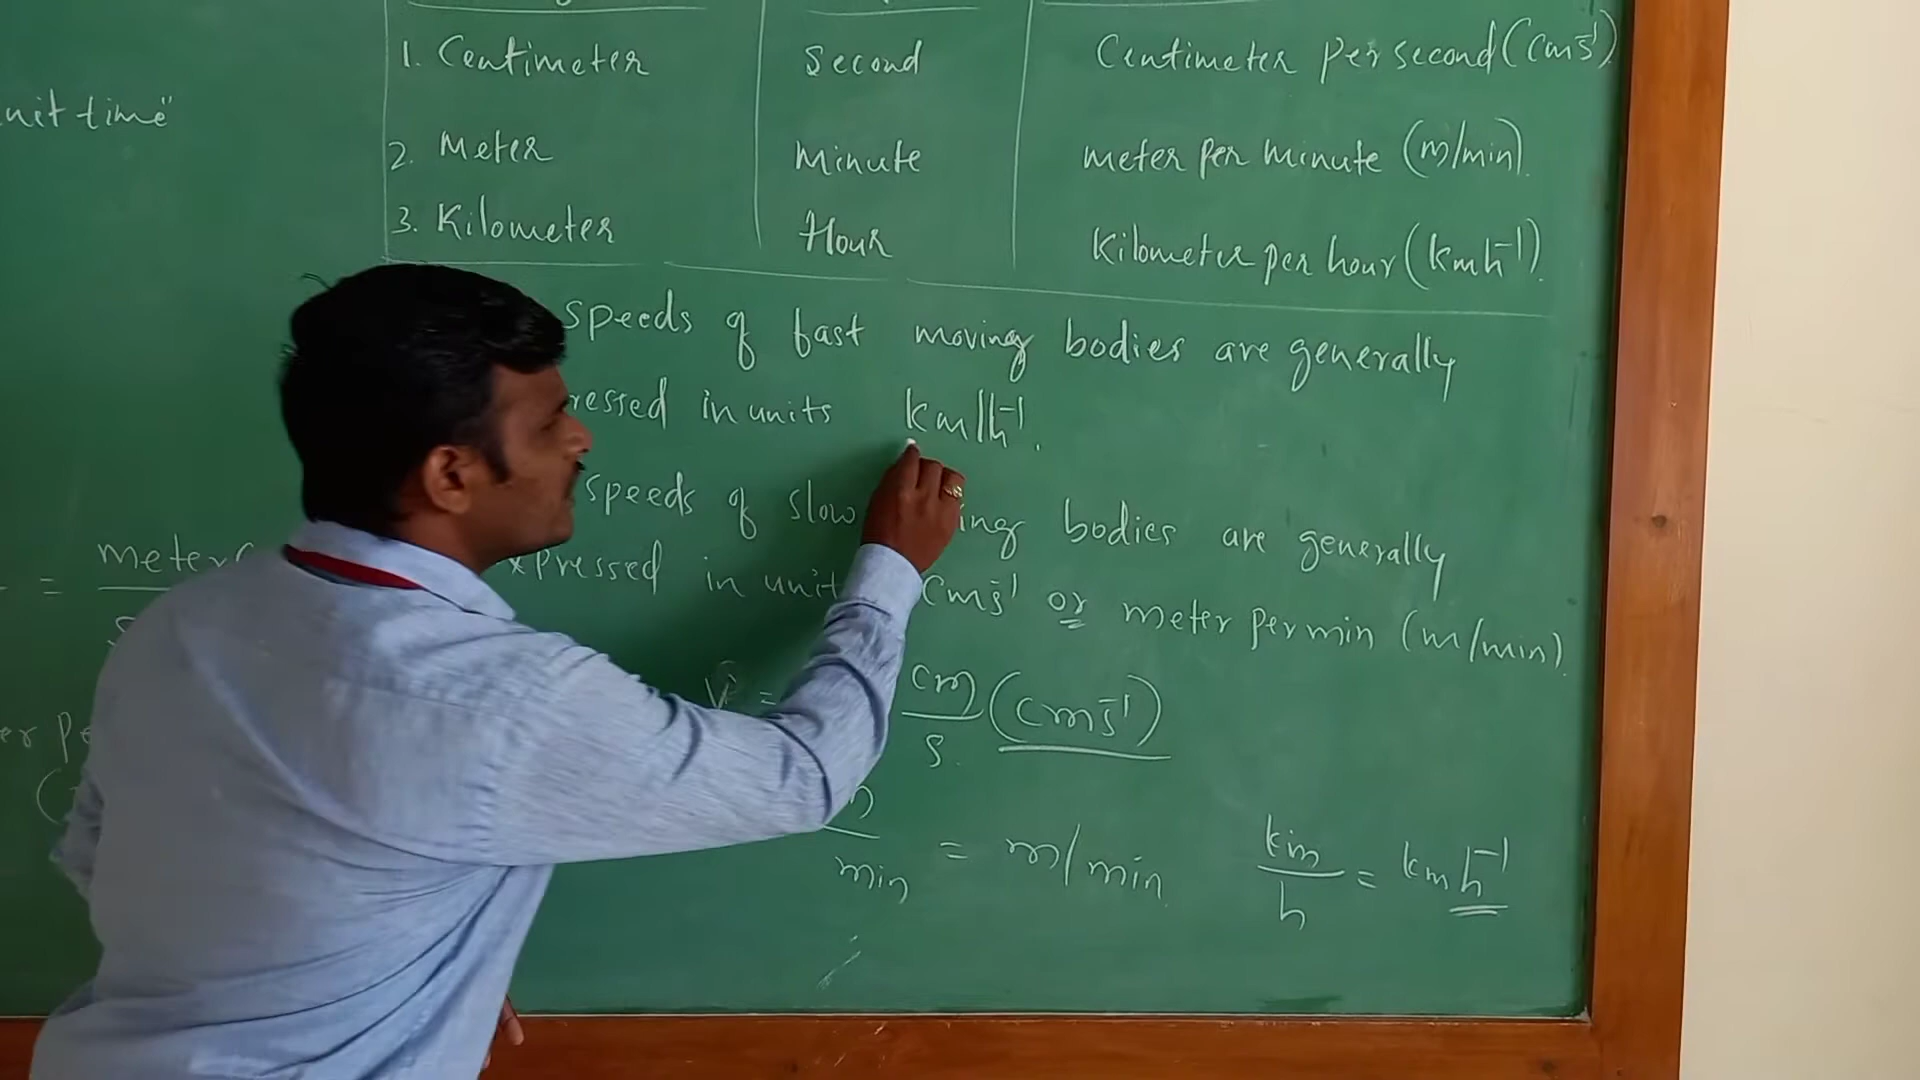 unit time"
1. Centimeter Second Centimeter per second (cms⁻¹)
2. Meter Minute meter per minute (m/min)
3. Kilometer Hour Kilometer per hour (kmh⁻¹).
speeds of fast moving bodies are generally
ressed in units km/h⁻¹.
speeds of slow ing bodies are generally
xpressed in unit cms⁻¹ or meter per min (m/min)
= meter
V = cm/s. (cms⁻¹)
er pe
min = m/min km/h = kmh⁻¹